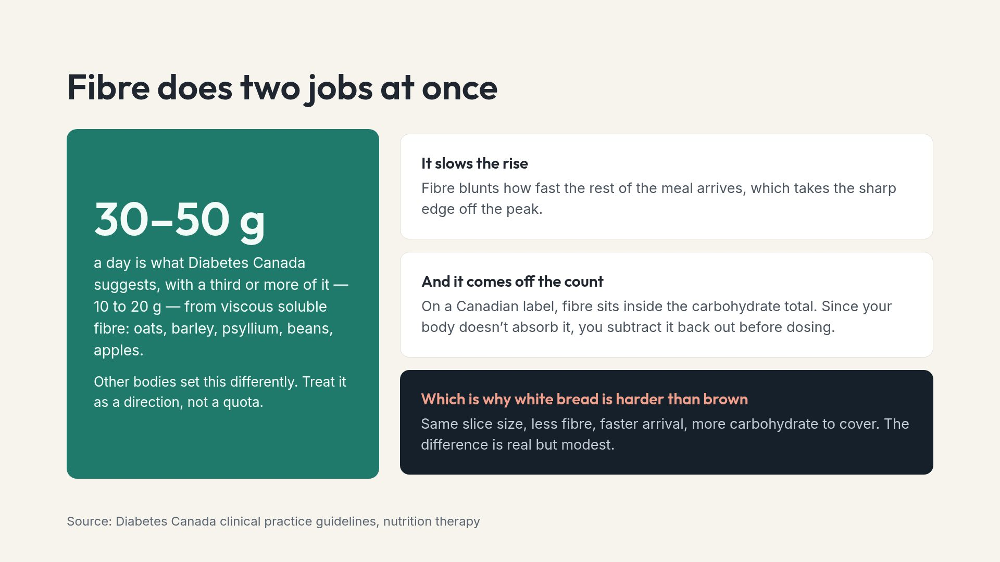 Fibre does two jobs at once
30–50 g
a day is what Diabetes Canada
suggests, with a third or more of it —
10 to 20 g — from viscous soluble
fibre: oats, barley, psyllium, beans,
apples.
Other bodies set this differently. Treat it
as a direction, not a quota.
It slows the rise
Fibre blunts how fast the rest of the meal arrives, which takes the sharp
edge off the peak.
And it comes off the count
On a Canadian label, fibre sits inside the carbohydrate total. Since your
body doesn’t absorb it, you subtract it back out before dosing.
Which is why white bread is harder than brown
Same slice size, less fibre, faster arrival, more carbohydrate to cover. The
difference is real but modest.
Source: Diabetes Canada clinical practice guidelines, nutrition therapy